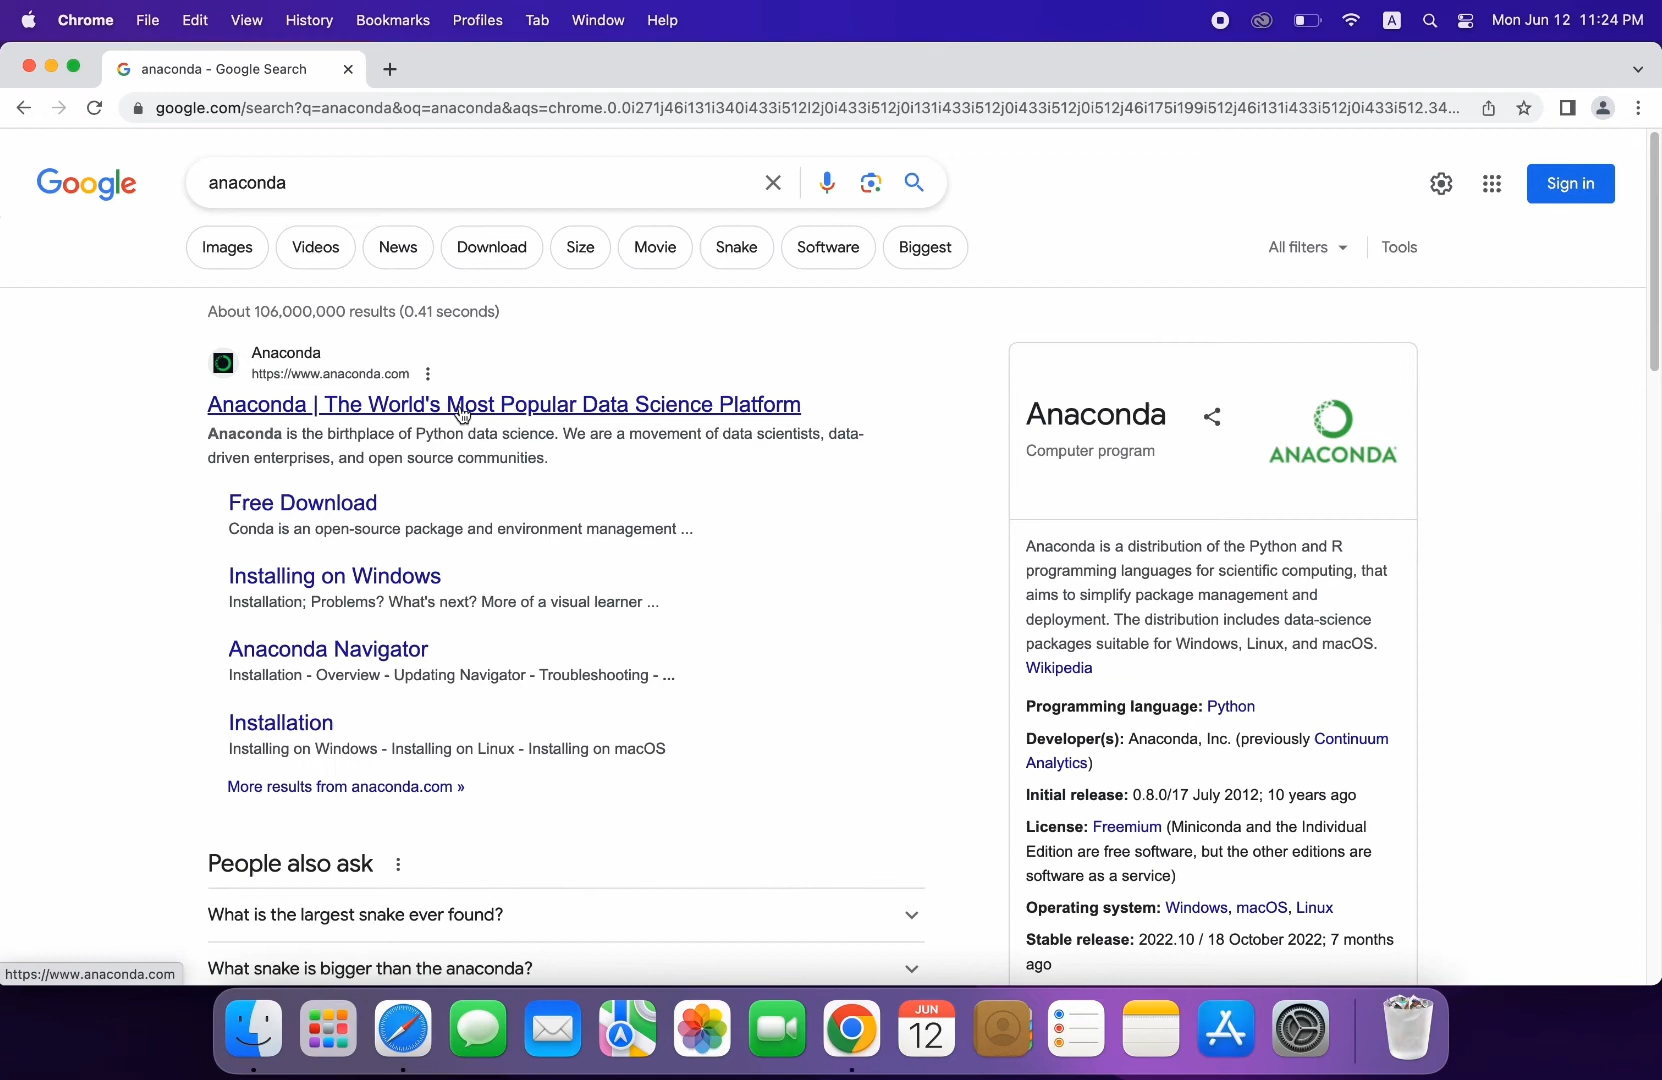 Chrome File Edit View History Bookmarks Profiles Tab Window Help A Mon Jun 12 11:24 PM
anaconda - Google Search
google.com/search?q=anaconda&oq=anaconda&aqs=chrome.0.0i271j46i131i340i433i512l2j0i433i512j0i131i433i512j0i433i512j0i512j46i175i199i512j46i131i433i512j0i433i512.34...
Google anaconda Sign in
Images Videos News Download Size Movie Snake Software Biggest All filters Tools
About 106,000,000 results (0.41 seconds)
Anaconda
https://www.anaconda.com
Anaconda | The World's Most Popular Data Science Platform
Anaconda is the birthplace of Python data science. We are a movement of data scientists, data-
driven enterprises, and open source communities.
Free Download
Conda is an open-source package and environment management ...
Installing on Windows
Installation; Problems? What's next? More of a visual learner ...
Anaconda Navigator
Installation - Overview - Updating Navigator - Troubleshooting - ...
Installation
Installing on Windows - Installing on Linux - Installing on macOS
More results from anaconda.com »
People also ask
What is the largest snake ever found?
What snake is bigger than the anaconda?
Anaconda
Computer program
ANACONDA
Anaconda is a distribution of the Python and R
programming languages for scientific computing, that
aims to simplify package management and
deployment. The distribution includes data-science
packages suitable for Windows, Linux, and macOS.
Wikipedia
Programming language: Python
Developer(s): Anaconda, Inc. (previously Continuum
Analytics)
Initial release: 0.8.0/17 July 2012; 10 years ago
License: Freemium (Miniconda and the Individual
Edition are free software, but the other editions are
software as a service)
Operating system: Windows, macOS, Linux
Stable release: 2022.10 / 18 October 2022; 7 months
ago
https://www.anaconda.com
JUN
12